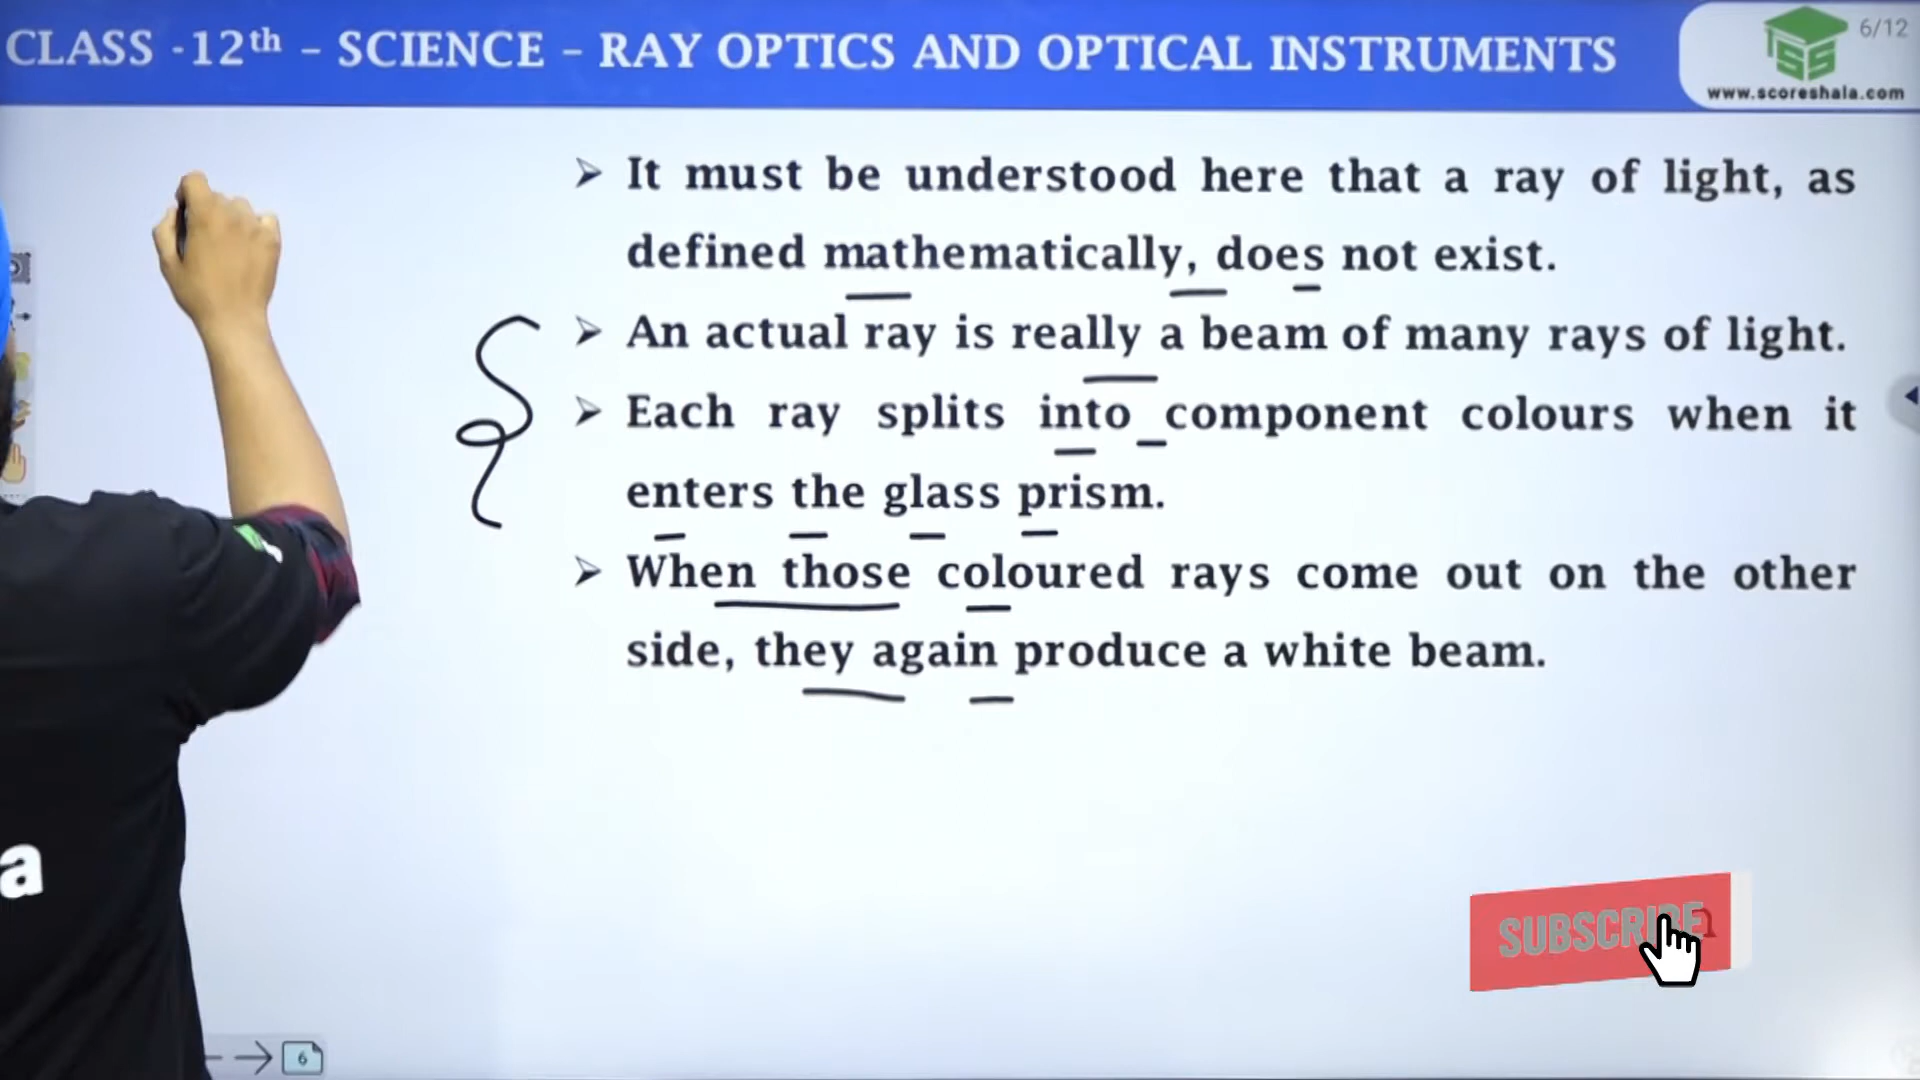 CLASS -12th – SCIENCE – RAY OPTICS AND OPTICAL INSTRUMENTS
6/12
www.scoreshala.com
➢ It must be understood here that a ray of light, as
defined mathematically, does not exist.
➢ An actual ray is really a beam of many rays of light.
➢ Each ray splits into component colours when it
enters the glass prism.
➢ When those coloured rays come out on the other
side, they again produce a white beam.
a
SUBSCRIBE
6